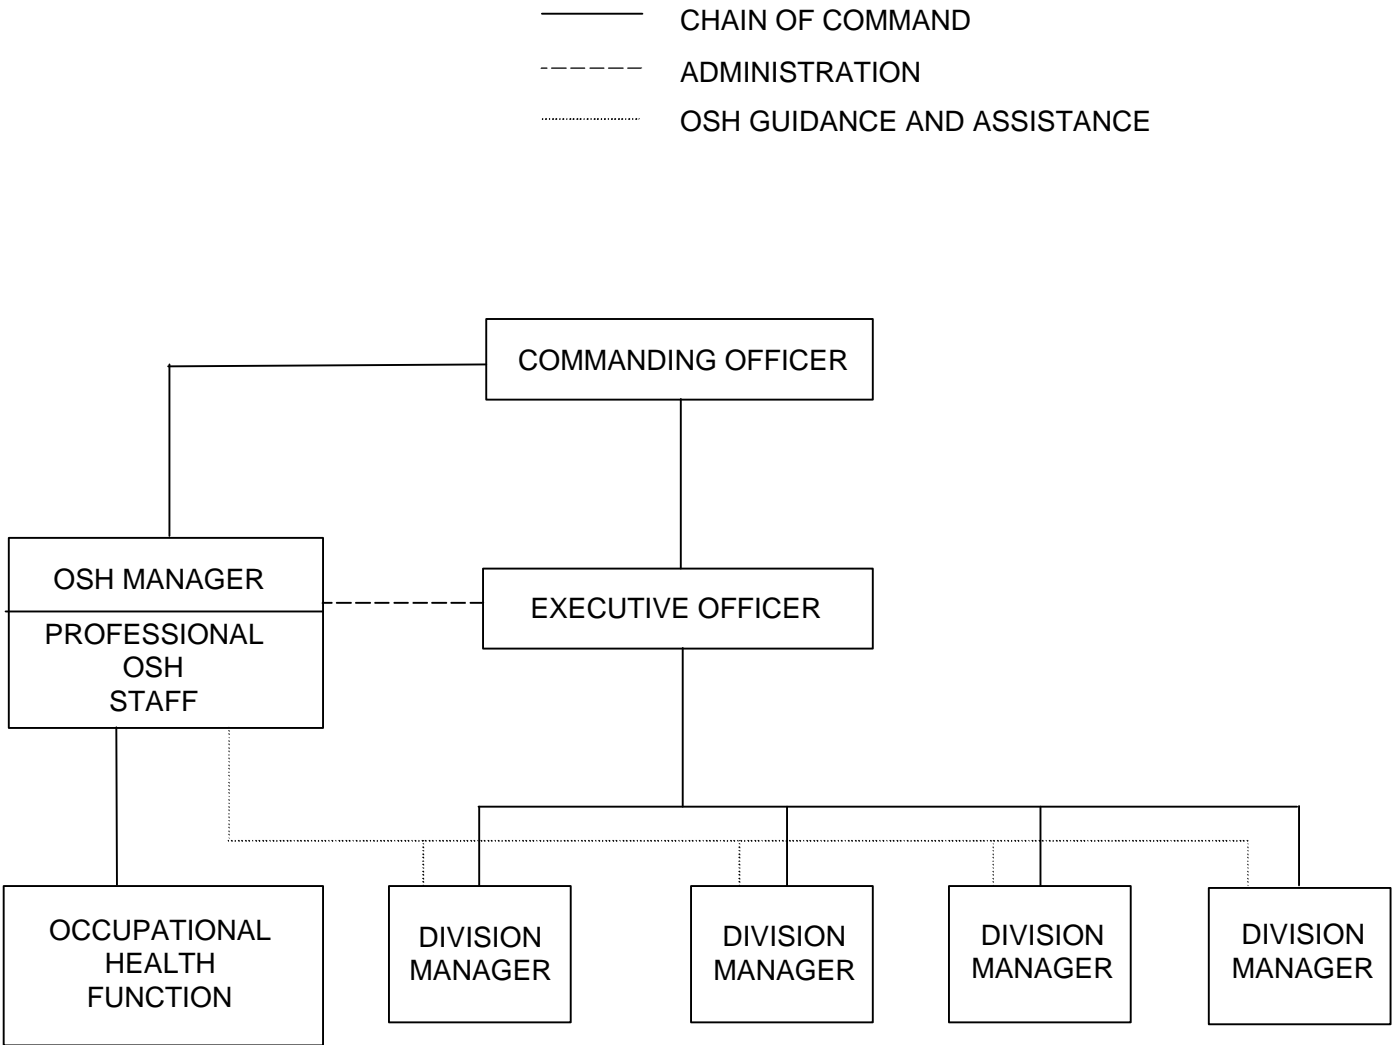 CHAIN OF COMMAND
ADMINISTRATION
OSH GUIDANCE AND ASSISTANCE
COMMANDING OFFICER
OSH MANAGER
PROFESSIONAL
OSH
STAFF
EXECUTIVE OFFICER
OCCUPATIONAL
HEALTH
FUNCTION
DIVISION
MANAGER
DIVISION
MANAGER
DIVISION
MANAGER
DIVISION
MANAGER